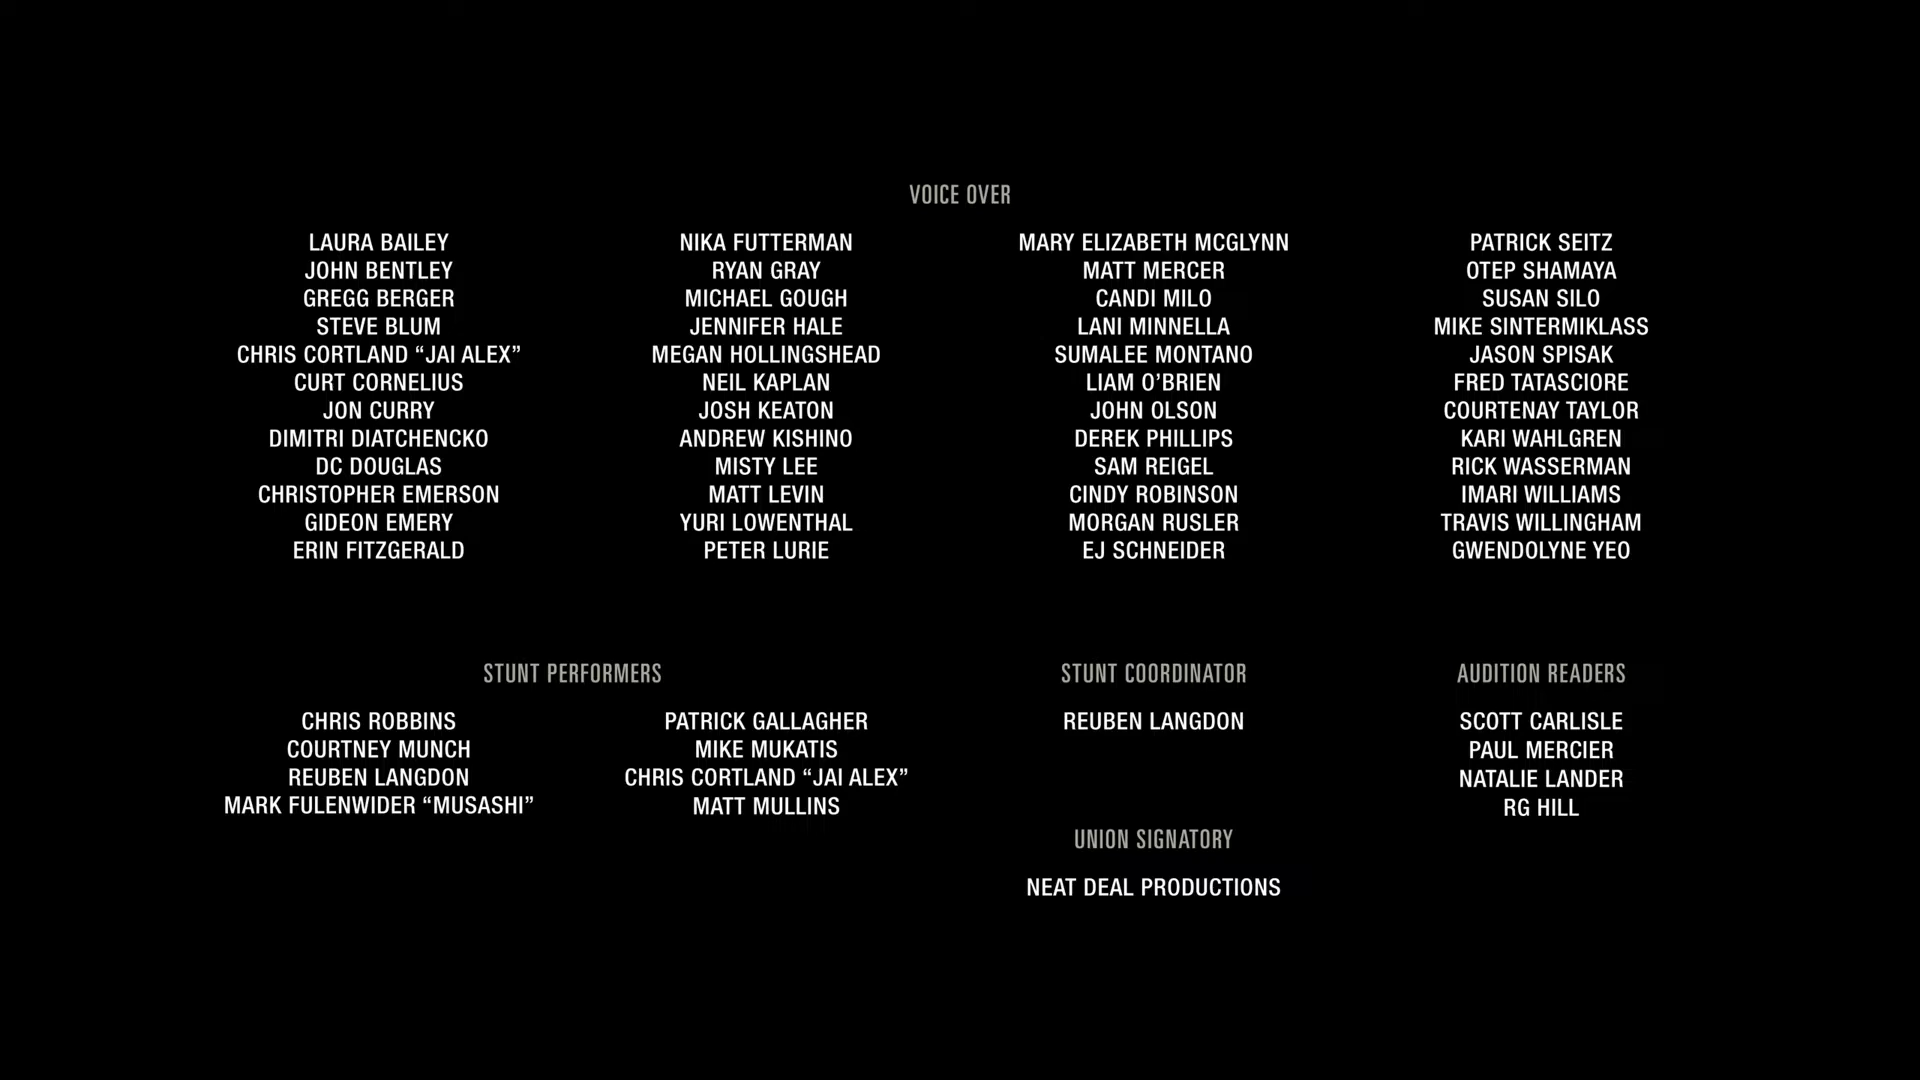 VOICE OVER
LAURA BAILEY
JOHN BENTLEY
GREGG BERGER
STEVE BLUM
CHRIS CORTLAND “JAI ALEX”
CURT CORNELIUS
JON CURRY
DIMITRI DIATCHENCKO
DC DOUGLAS
CHRISTOPHER EMERSON
GIDEON EMERY
ERIN FITZGERALD
NIKA FUTTERMAN
RYAN GRAY
MICHAEL GOUGH
JENNIFER HALE
MEGAN HOLLINGSHEAD
NEIL KAPLAN
JOSH KEATON
ANDREW KISHINO
MISTY LEE
MATT LEVIN
YURI LOWENTHAL
PETER LURIE
MARY ELIZABETH MCGLYNN
MATT MERCER
CANDI MILO
LANI MINNELLA
SUMALEE MONTANO
LIAM O’BRIEN
JOHN OLSON
DEREK PHILLIPS
SAM REIGEL
CINDY ROBINSON
MORGAN RUSLER
EJ SCHNEIDER
PATRICK SEITZ
OTEP SHAMAYA
SUSAN SILO
MIKE SINTERMIKLASS
JASON SPISAK
FRED TATASCIORE
COURTENAY TAYLOR
KARI WAHLGREN
RICK WASSERMAN
IMARI WILLIAMS
TRAVIS WILLINGHAM
GWENDOLYNE YEO
STUNT PERFORMERS
CHRIS ROBBINS
COURTNEY MUNCH
REUBEN LANGDON
MARK FULENWIDER “MUSASHI”
PATRICK GALLAGHER
MIKE MUKATIS
CHRIS CORTLAND “JAI ALEX”
MATT MULLINS
STUNT COORDINATOR
REUBEN LANGDON
UNION SIGNATORY
NEAT DEAL PRODUCTIONS
AUDITION READERS
SCOTT CARLISLE
PAUL MERCIER
NATALIE LANDER
RG HILL